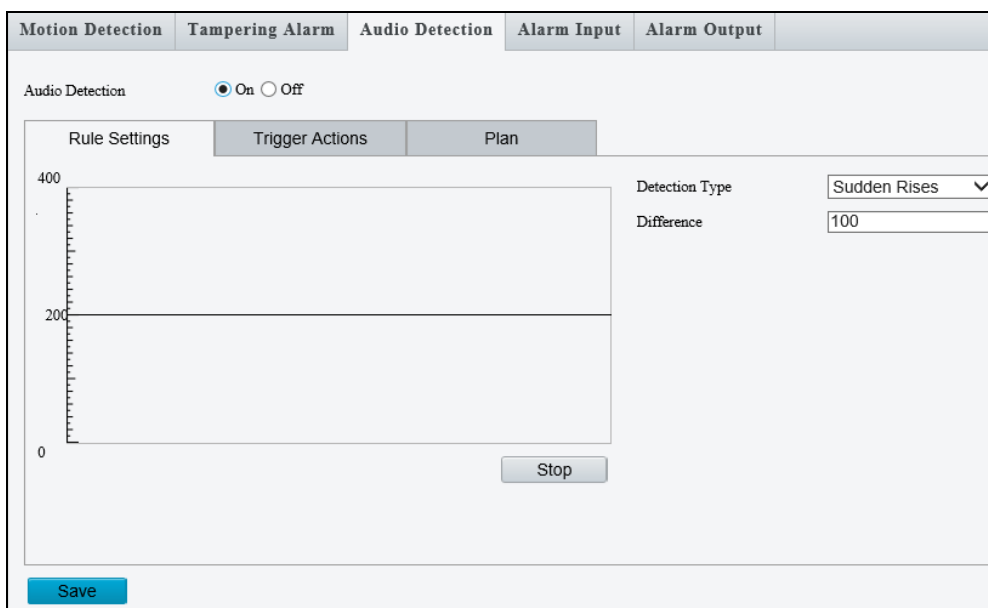 Motion Detection Tampering Alarm Audio Detection Alarm Input Alarm Output
Audio Detection On Off
Rule Settings Trigger Actions Plan
400
Detection Type Sudden Rises
Difference 100
200
0
Stop
Save